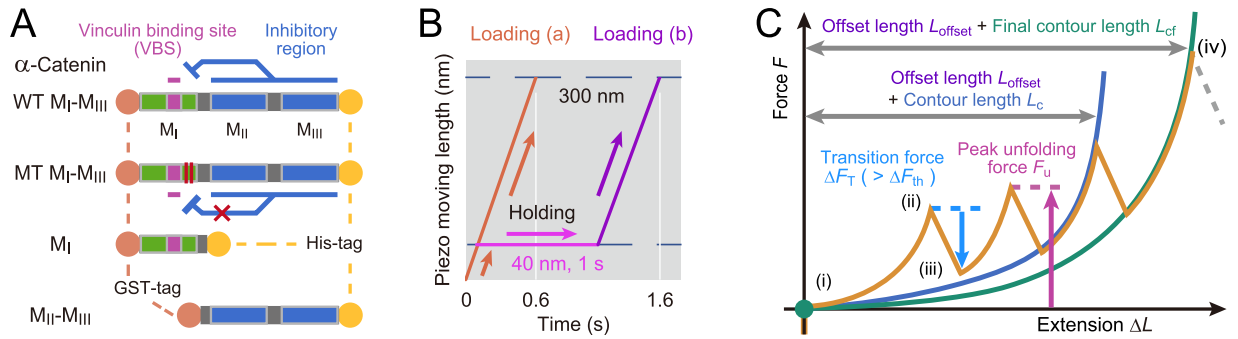 A
Vinculin binding site
(VBS)
Inhibitory
region
α-Catenin
WT MI-MIII
MI
MII
MIII
MT MI-MIII
MI
His-tag
GST-tag
MII-MIII
B
Loading (a)
Loading (b)
Piezo moving length (nm)
300 nm
Holding
40 nm, 1 s
0
0.6
1.6
Time (s)
C
Offset length Loffset + Final contour length Lcf
(iv)
Offset length Loffset
+ Contour length Lc
Force F
Transition force
ΔFT ( > ΔFth )
Peak unfolding
force Fu
(ii)
(iii)
(i)
Extension ΔL